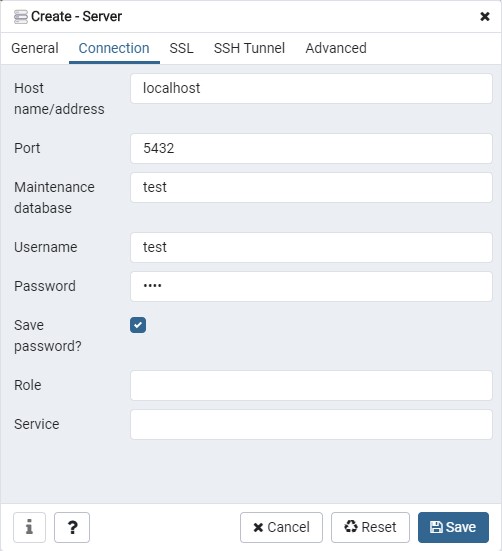 Create - Server
General Connection SSL SSH Tunnel Advanced
Host
name/address
localhost
Port
5432
Maintenance
database
test
Username
test
Password
••••
Save
password?
Role
Service
i ? Cancel Reset Save